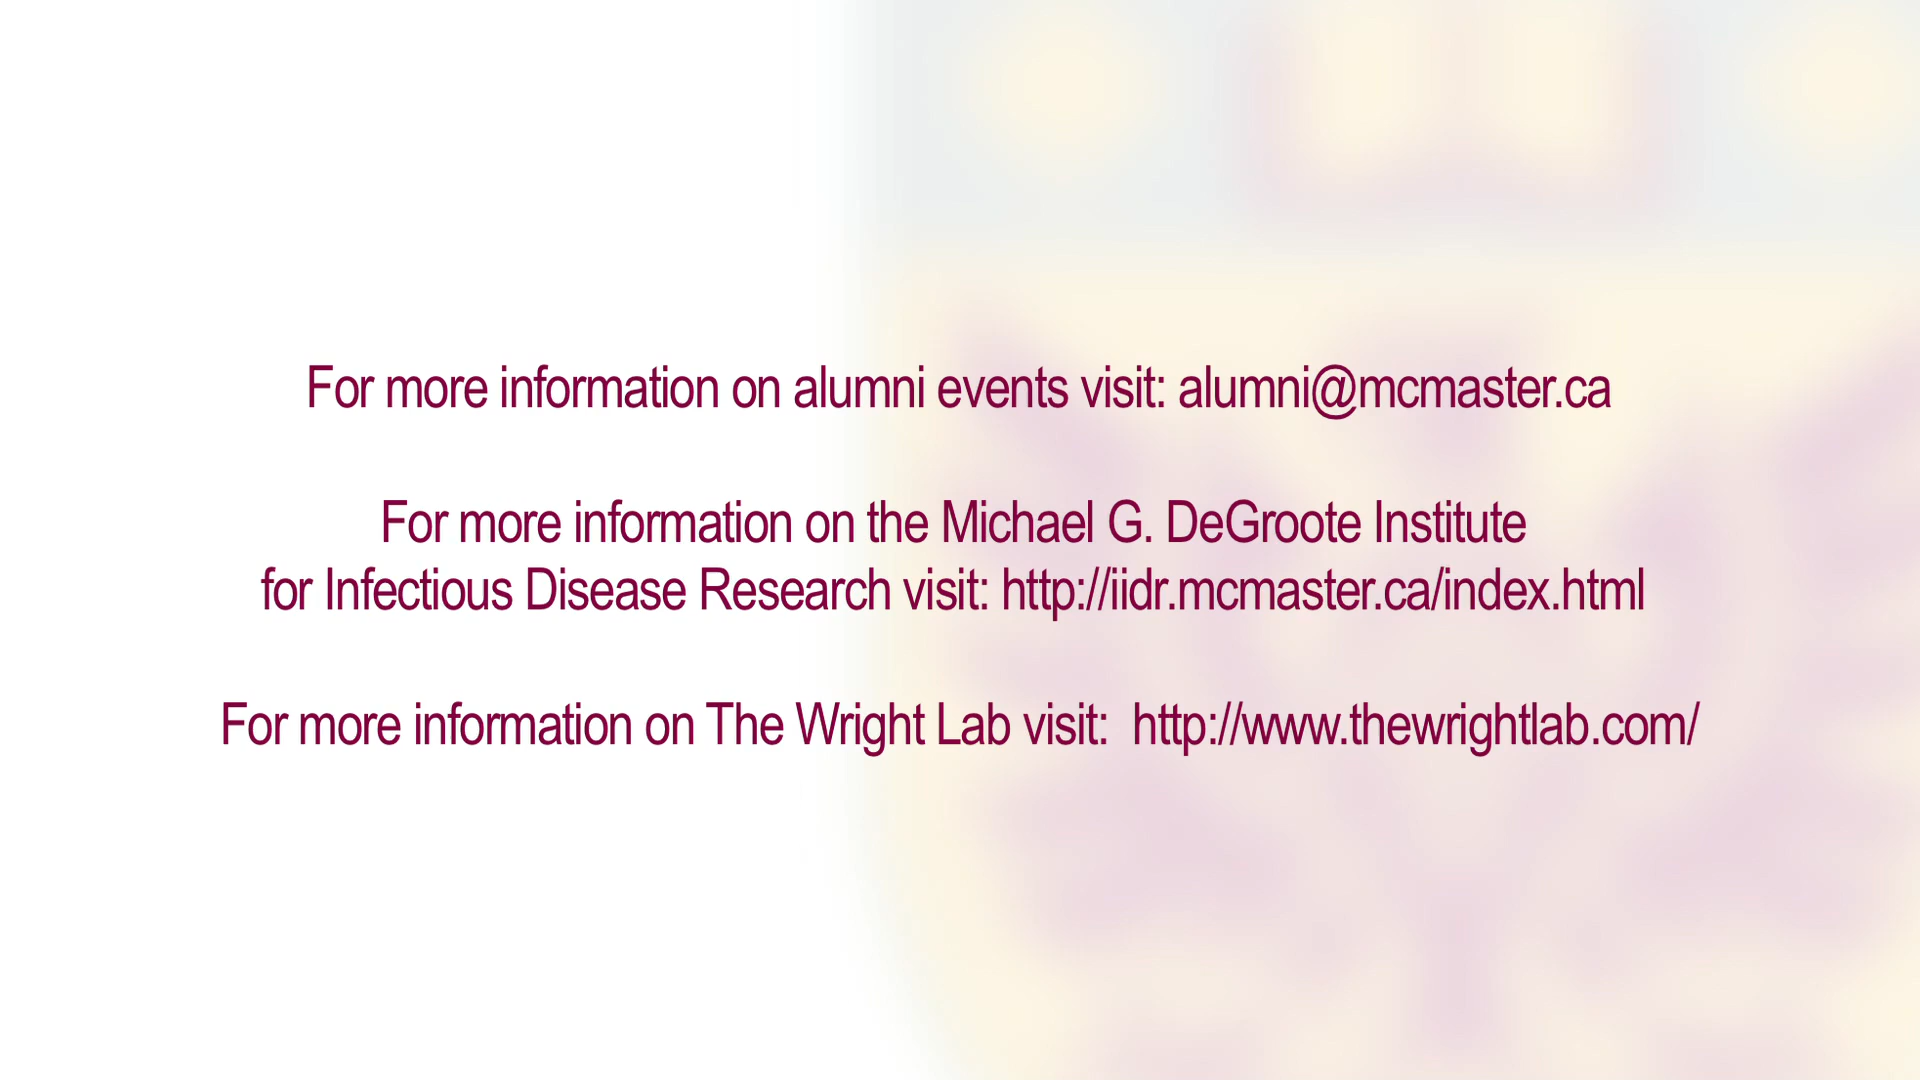 For more information on alumni events visit: alumni@mcmaster.ca
For more information on the Michael G. DeGroote Institute
for Infectious Disease Research visit: http://iidr.mcmaster.ca/index.html
For more information on The Wright Lab visit:  http://www.thewrightlab.com/